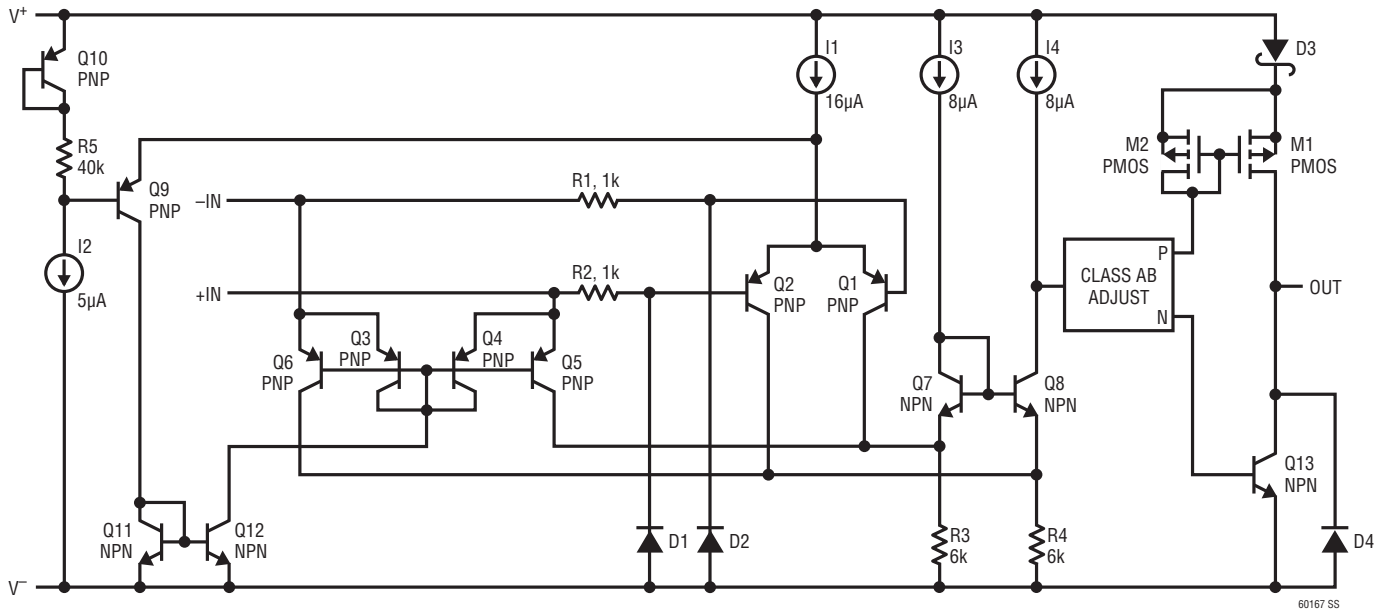 V+
Q10
PNP
R5
40k
Q9
PNP
I2
5µA
I1
16µA
I3
8µA
I4
8µA
D3
M2
PMOS
M1
PMOS
–IN
R1, 1k
+IN
R2, 1k
Q2
PNP
Q1
PNP
CLASS AB
ADJUST
P
N
OUT
Q6
PNP
Q3
PNP
Q4
PNP
Q5
PNP
Q7
NPN
Q8
NPN
Q13
NPN
Q11
NPN
Q12
NPN
D1
D2
R3
6k
R4
6k
D4
V–
60167 SS